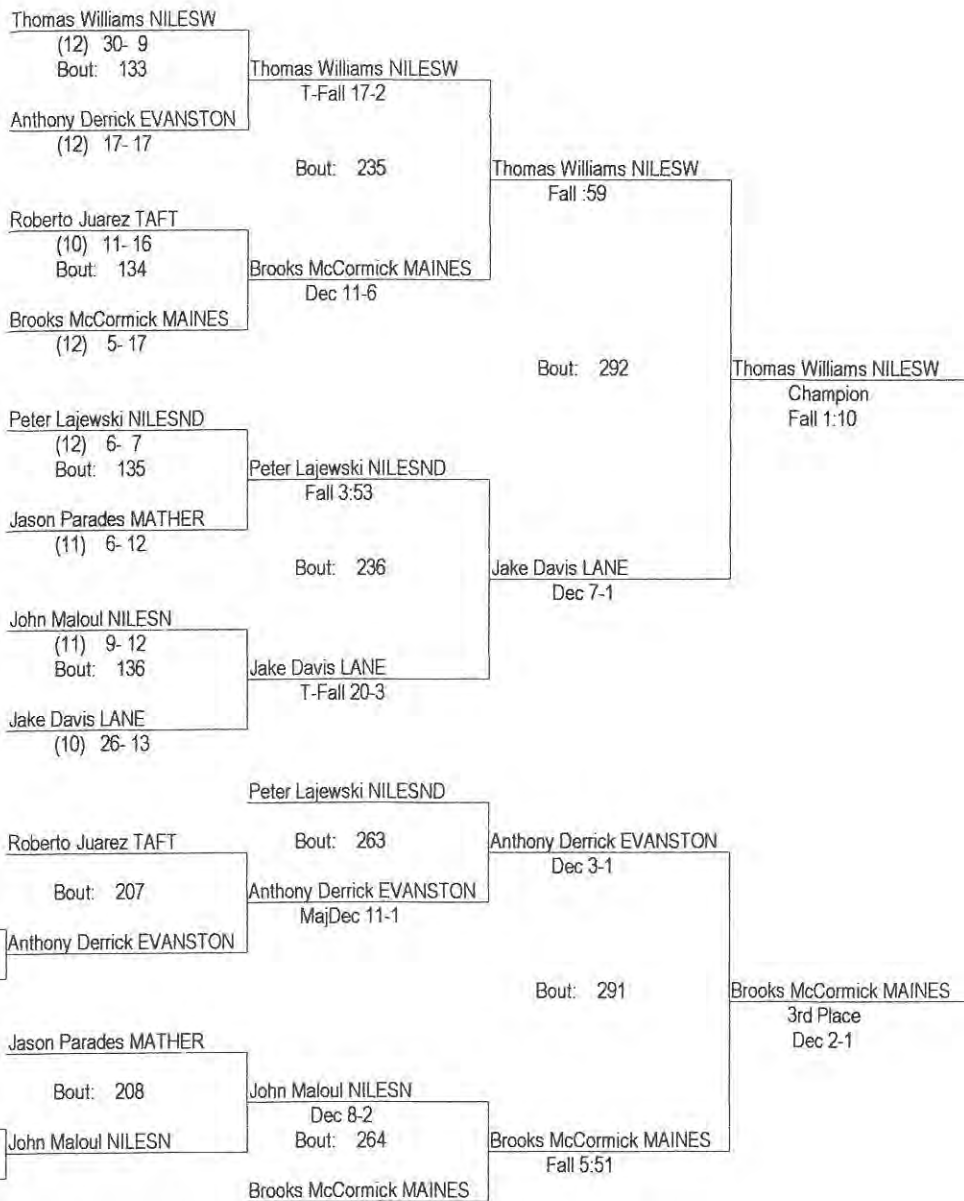 Thomas Williams NILESW
(12) 30- 9
Bout: 133
Anthony Derrick EVANSTON
(12) 17- 17
Thomas Williams NILESW
T-Fall 17-2
Bout: 235
Roberto Juarez TAFT
(10) 11- 16
Bout: 134
Brooks McCormick MAINES
(12) 5- 17
Brooks McCormick MAINES
Dec 11-6
Thomas Williams NILESW
Fall :59
Bout: 292
Thomas Williams NILESW
Champion
Fall 1:10
Peter Lajewski NILESND
(12) 6- 7
Bout: 135
Jason Parades MATHER
(11) 6- 12
Peter Lajewski NILESND
Fall 3:53
Bout: 236
John Maloul NILESN
(11) 9- 12
Bout: 136
Jake Davis LANE
(10) 26- 13
Jake Davis LANE
T-Fall 20-3
Jake Davis LANE
Dec 7-1
Peter Lajewski NILESND
Bout: 263
Roberto Juarez TAFT
Bout: 207
Anthony Derrick EVANSTON
Anthony Derrick EVANSTON
MajDec 11-1
Anthony Derrick EVANSTON
Dec 3-1
Bout: 291
Brooks McCormick MAINES
3rd Place
Dec 2-1
Jason Parades MATHER
Bout: 208
John Maloul NILESN
John Maloul NILESN
Dec 8-2
Bout: 264
Brooks McCormick MAINES
Brooks McCormick MAINES
Fall 5:51